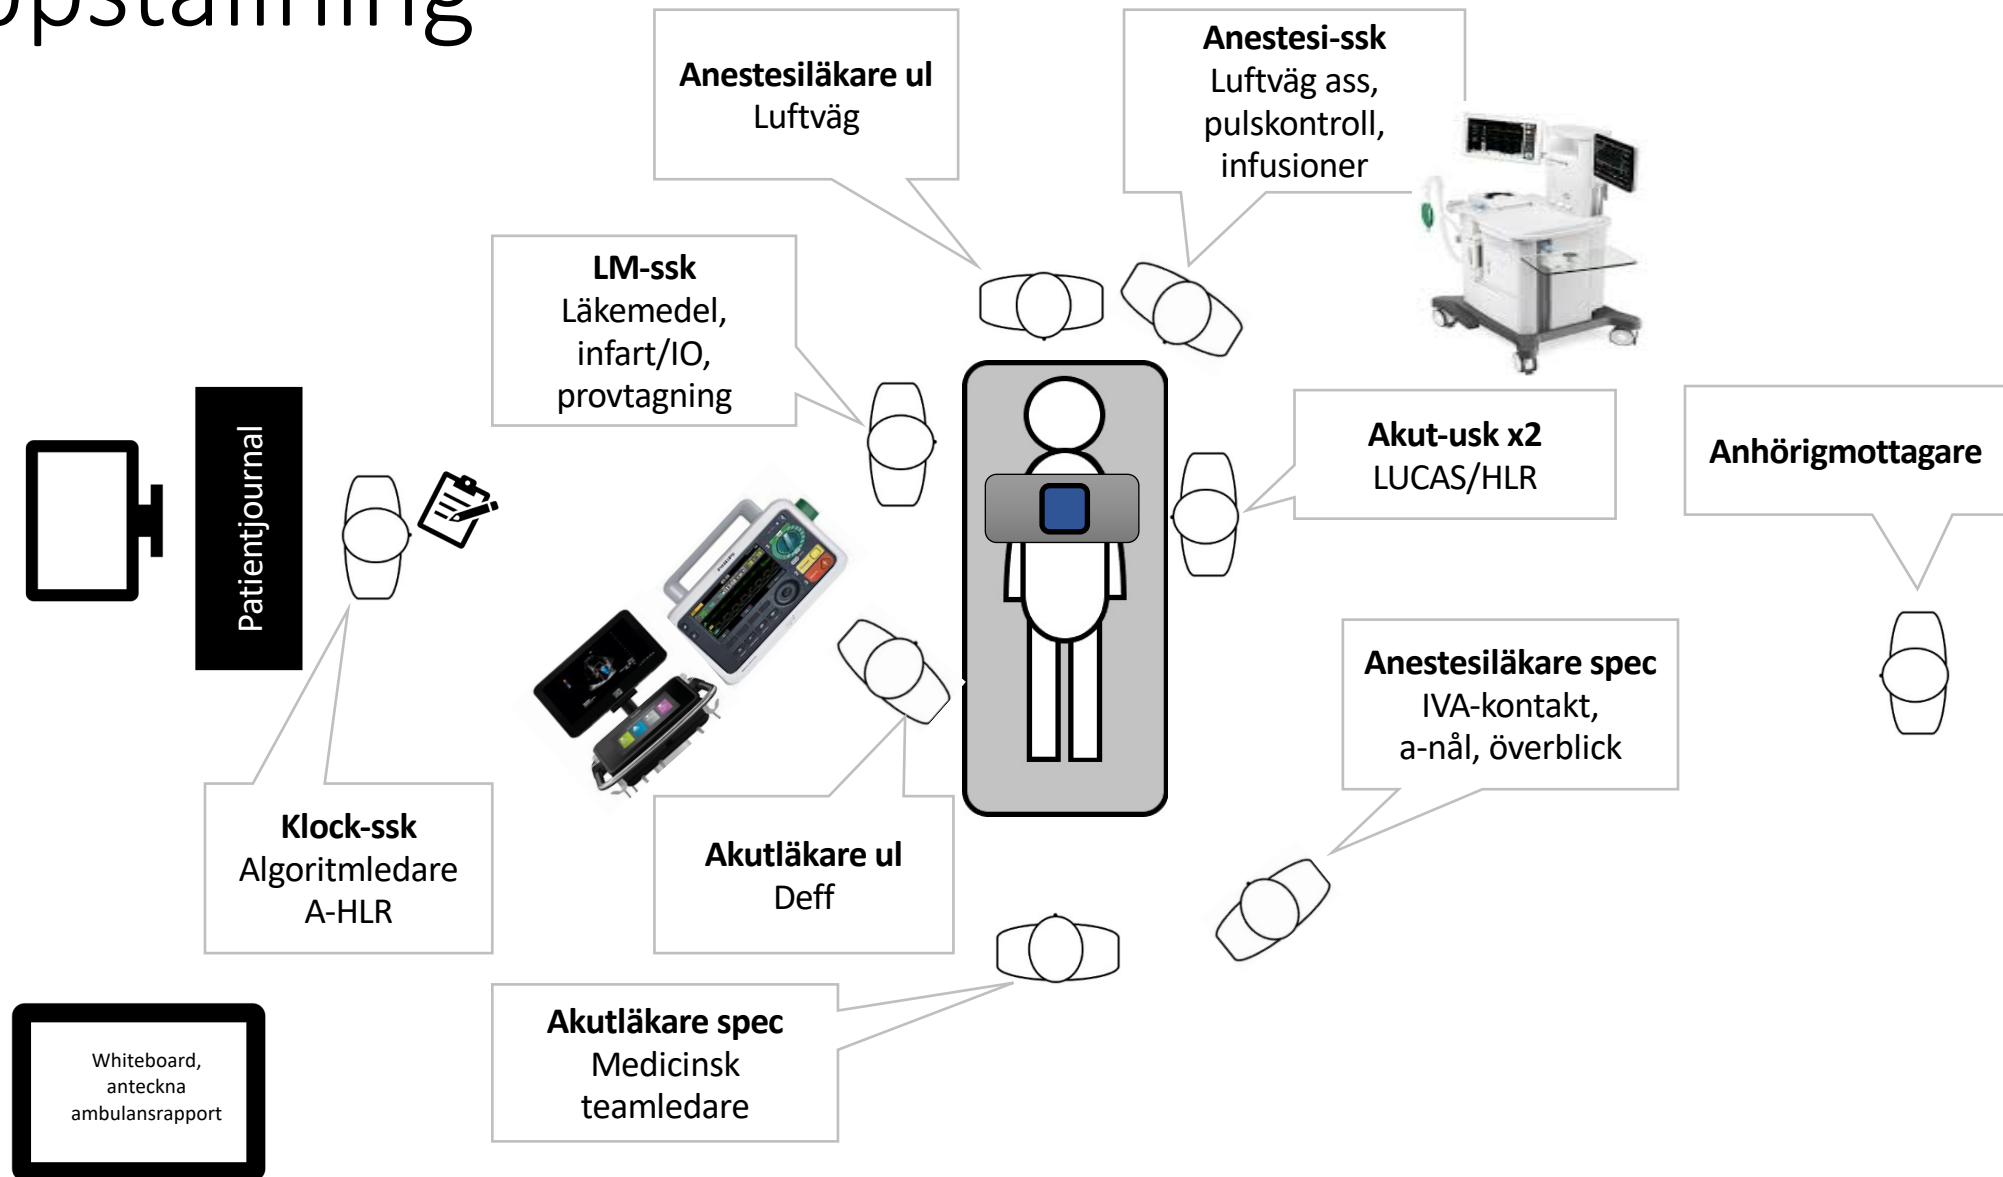 ppställning
Anestesiläkare ul
Luftväg
Anestesi-ssk
Luftväg ass,
pulskontroll,
infusioner
LM-ssk
Läkemedel,
infart/IO,
provtagning
Patientjournal
Akut-usk x2
LUCAS/HLR
Anhörigmottagare
Anestesiläkare spec
IVA-kontakt,
a-nål, överblick
Klock-ssk
Algoritmledare
A-HLR
Akutläkare ul
Deff
Akutläkare spec
Medicinsk
teamledare
Whiteboard,
anteckna
ambulansrapport